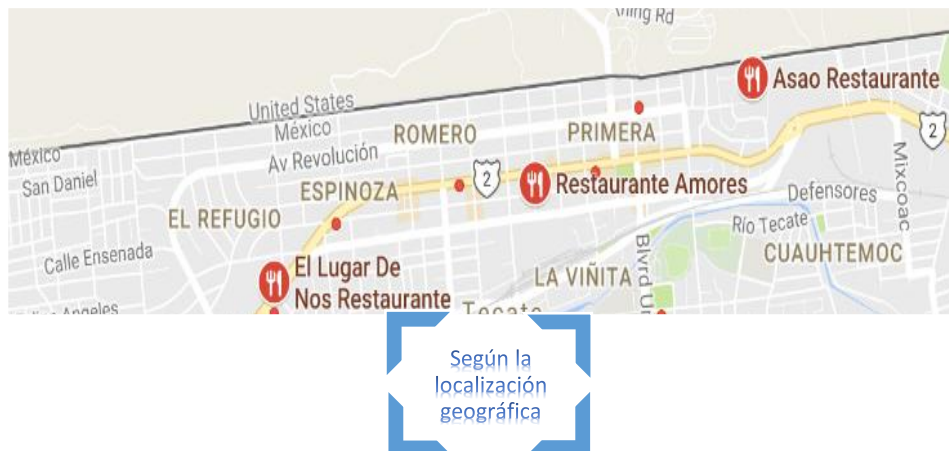 United States
México
México
San Daniel
Av Revolución
ROMERO
PRIMERA
Asao Restaurante
2
ESPINOZA
2
Restaurante Amores
Mixcoac
EL REFUGIO
Defensores
Río Tecate
Calle Ensenada
El Lugar De
Nos Restaurante
LA VIÑITA
Blvrd
CUAUHTEMOC
Angeles
Tecate
Según la
localización
geográfica